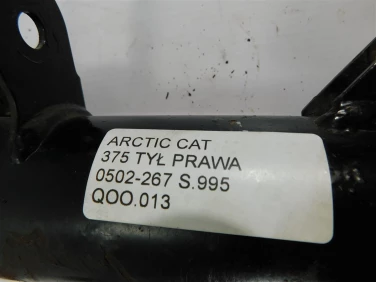 ARCTIC CAT
375 TYŁ PRAWA
0502-267 S.995
QOO.013